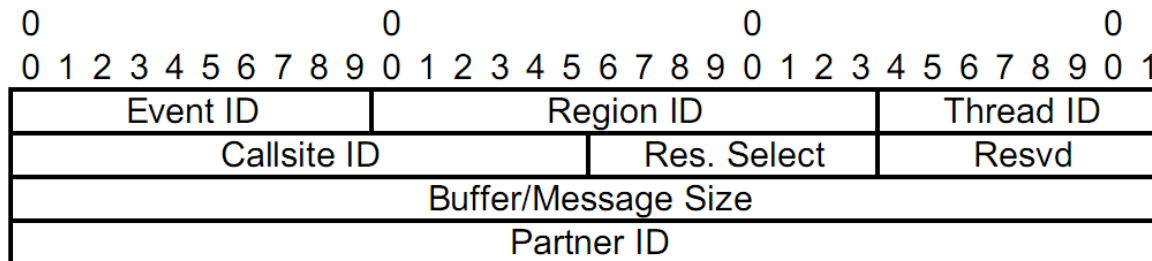 0 0 0 0
0 1 2 3 4 5 6 7 8 9 0 1 2 3 4 5 6 7 8 9 0 1 2 3 4 5 6 7 8 9 0 1
Event ID Region ID Thread ID
Callsite ID Res. Select Resvd
Buffer/Message Size
Partner ID